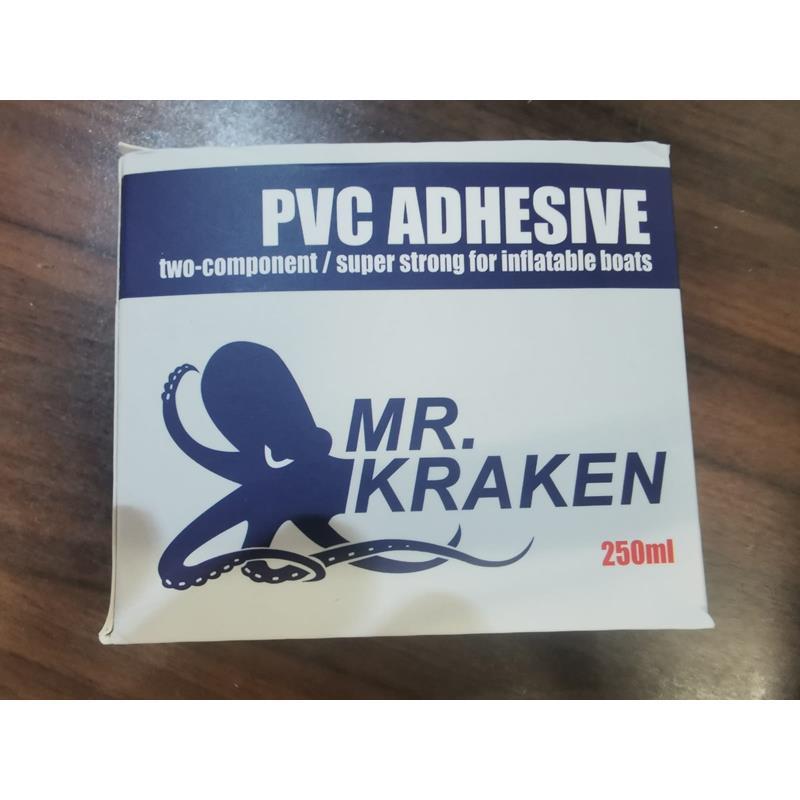 PVC ADHESIVE
two-component / super strong for inflatable boats
MR.
KRAKEN
250ml